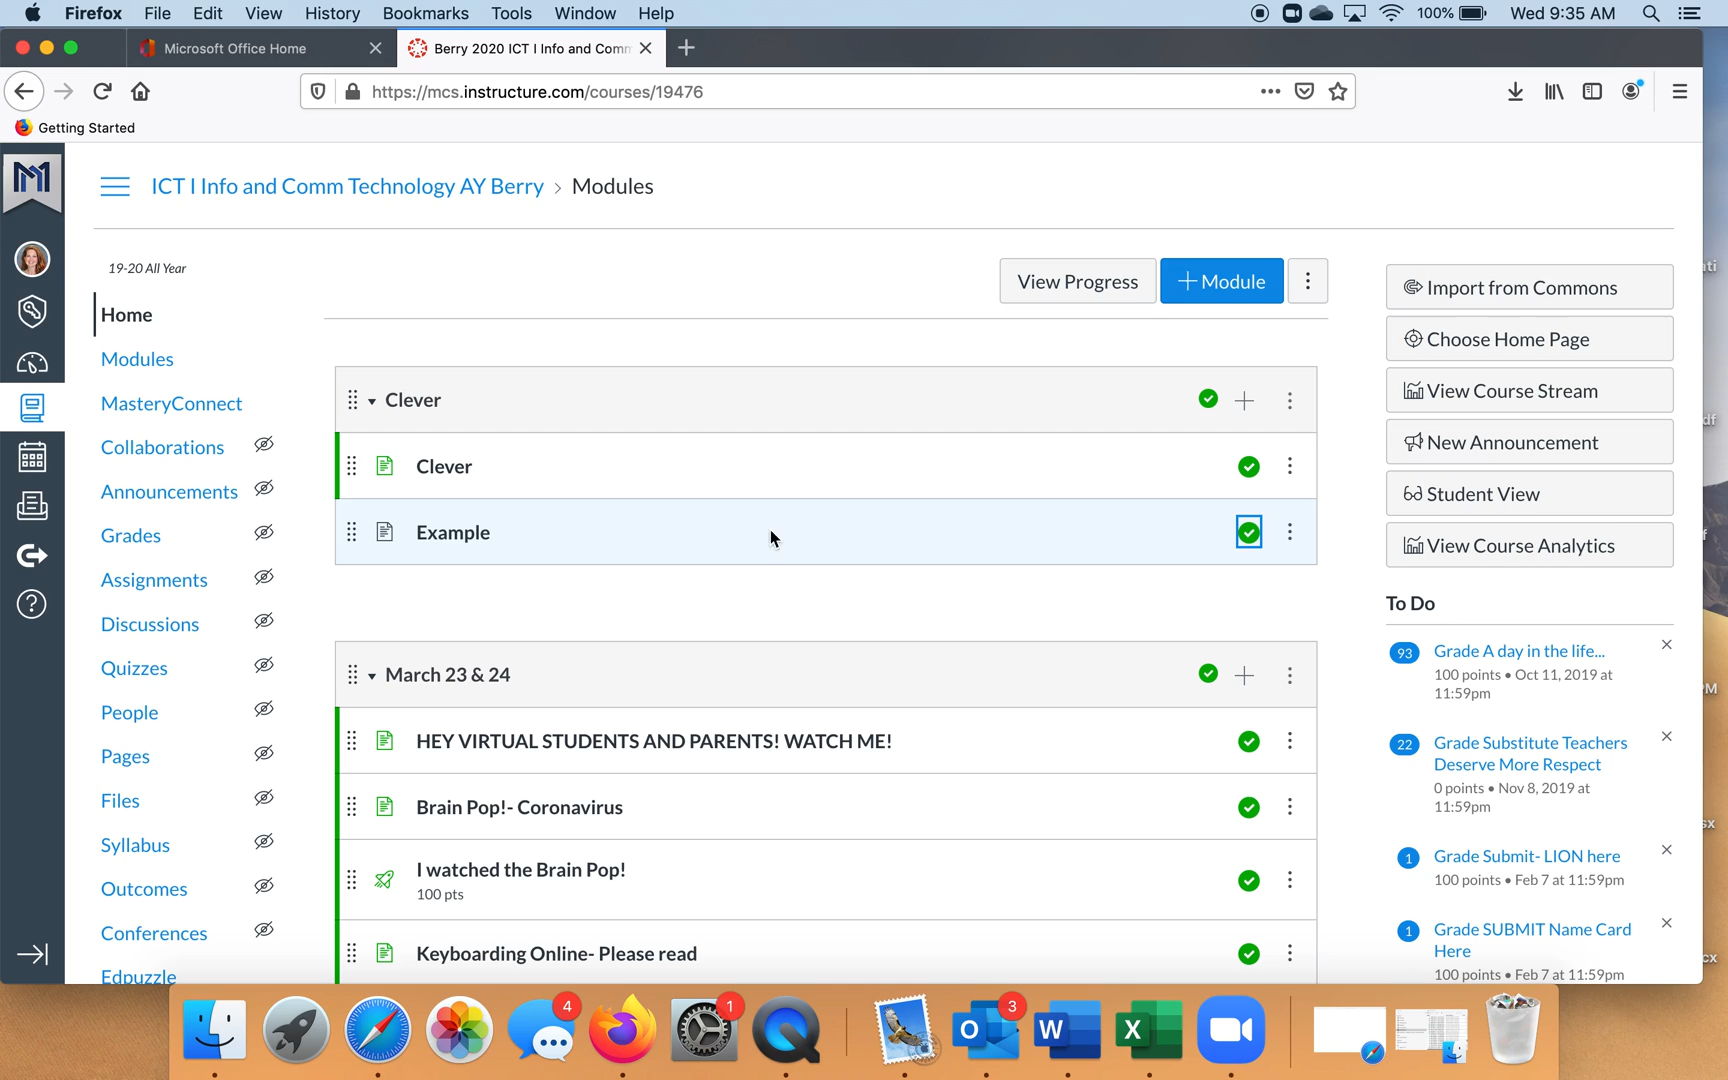 Firefox File Edit View History Bookmarks Tools Window Help 100% Wed 9:35 AM
Microsoft Office Home Berry 2020 ICT I Info and Comm
https://mcs.instructure.com/courses/19476
Getting Started
ICT I Info and Comm Technology AY Berry > Modules
19-20 All Year
Home
Modules
MasteryConnect
Collaborations
Announcements
Grades
Assignments
Discussions
Quizzes
People
Pages
Files
Syllabus
Outcomes
Conferences
Edpuzzle
View Progress + Module
Clever
Clever
Example
March 23 & 24
HEY VIRTUAL STUDENTS AND PARENTS! WATCH ME!
Brain Pop!- Coronavirus
I watched the Brain Pop!
100 pts
Keyboarding Online- Please read
Import from Commons
Choose Home Page
View Course Stream
New Announcement
Student View
View Course Analytics
To Do
93 Grade A day in the life...
100 points • Oct 11, 2019 at
11:59pm
22 Grade Substitute Teachers
Deserve More Respect
0 points • Nov 8, 2019 at
11:59pm
1 Grade Submit- LION here
100 points • Feb 7 at 11:59pm
1 Grade SUBMIT Name Card
Here
100 points • Feb 7 at 11:59pm
4 1 3
O W X